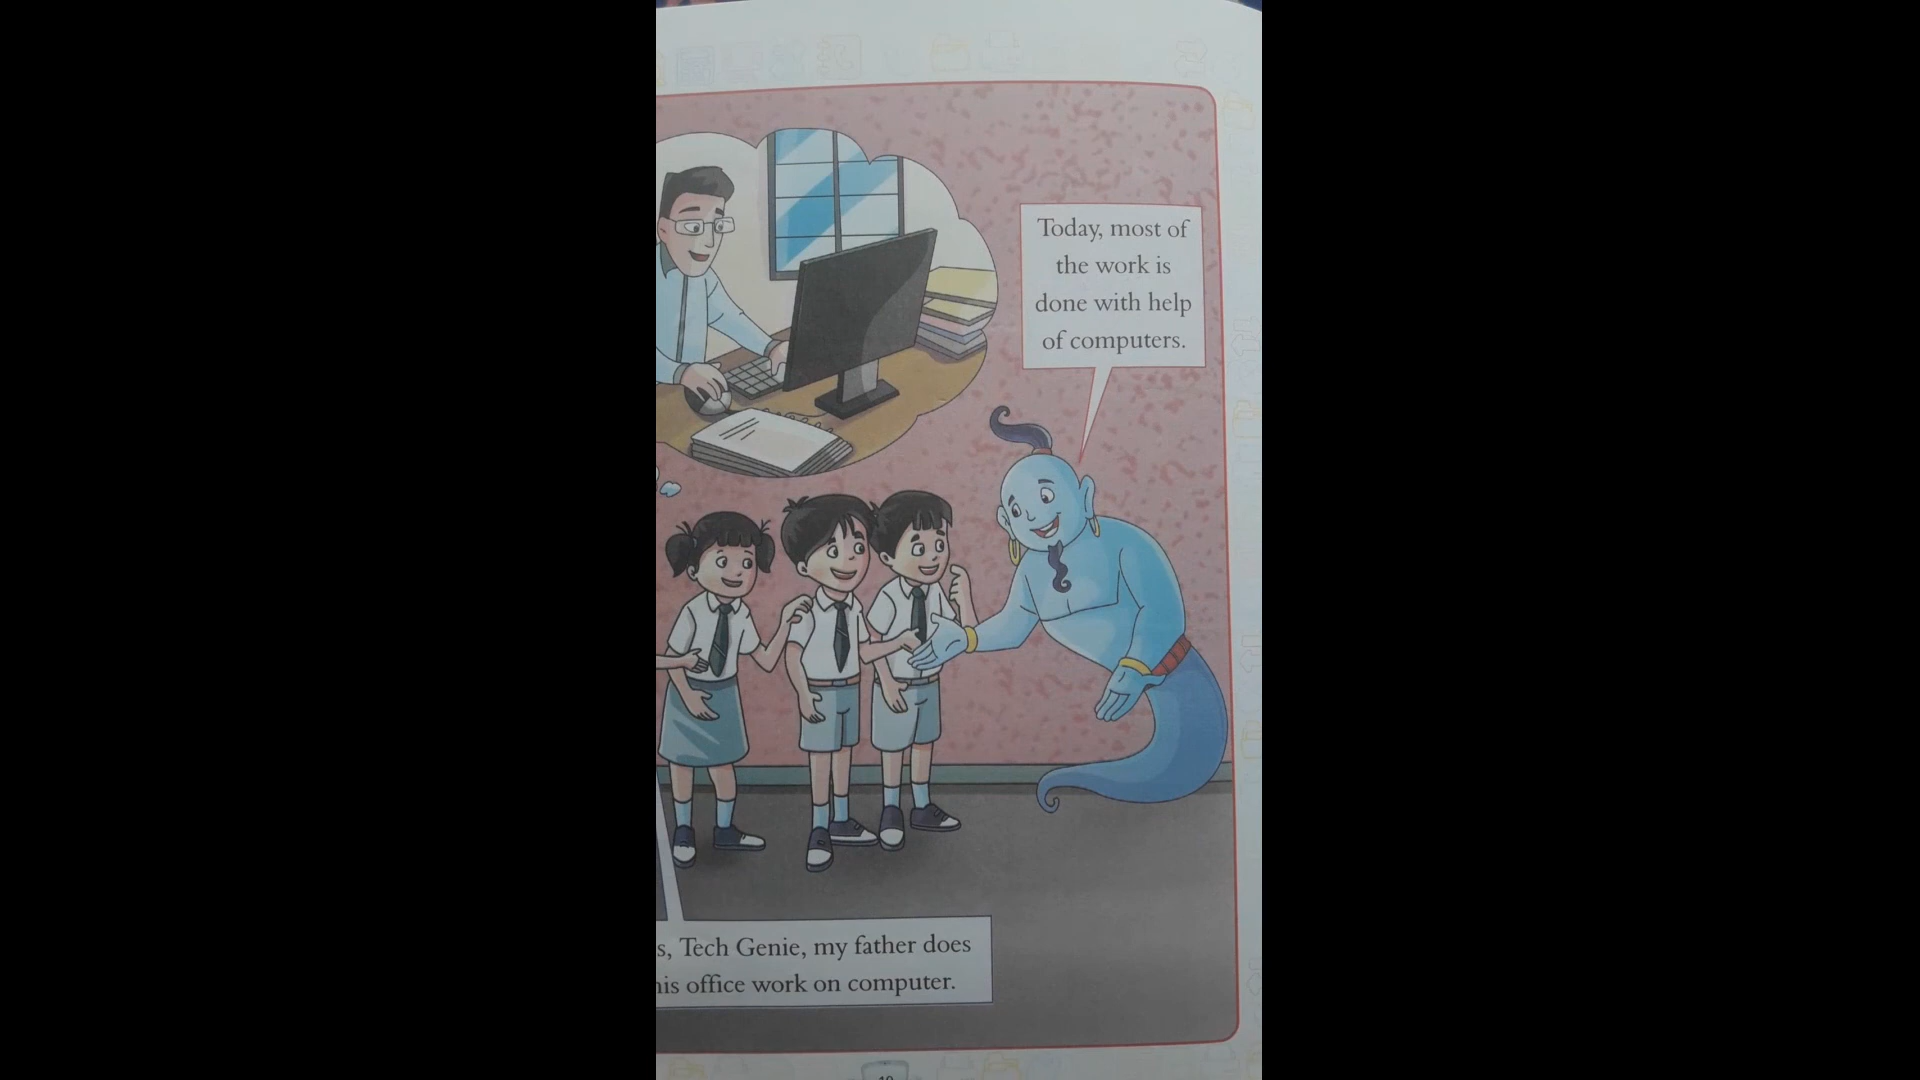 Today, most of
the work is
done with help
of computers.
s, Tech Genie, my father does
his office work on computer.